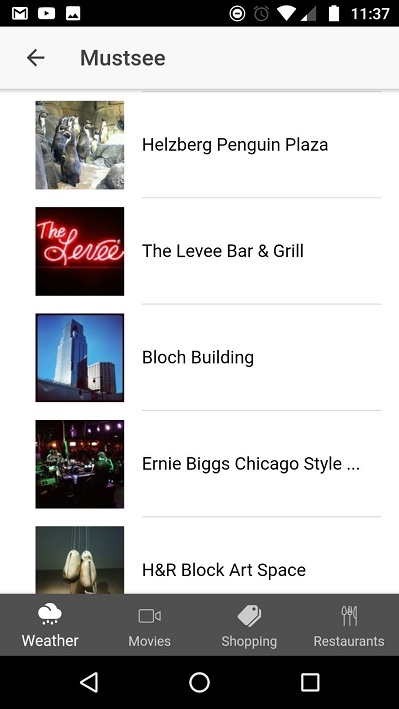 11:37
Mustsee
Helzberg Penguin Plaza
The Levee
The Levee Bar & Grill
Bloch Building
Ernie Biggs Chicago Style ...
H&R Block Art Space
Weather
Movies
Shopping
Restaurants